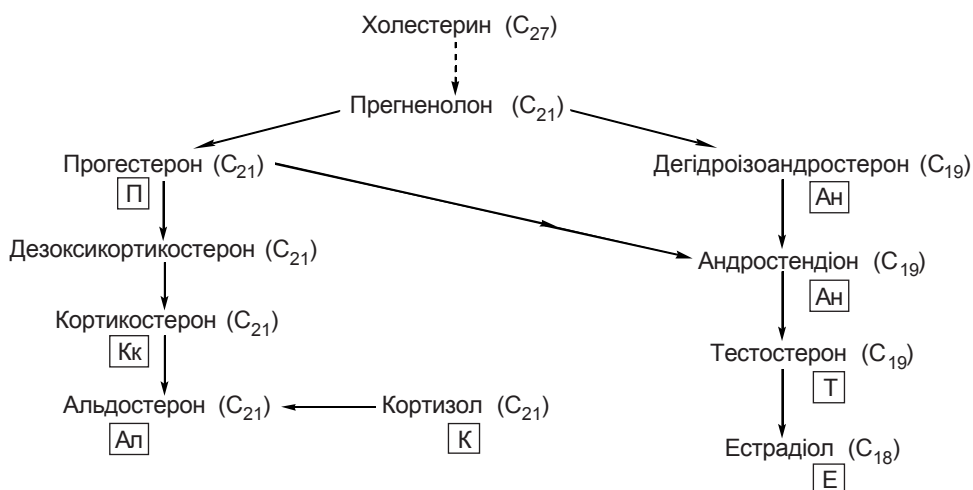 Холестерин (C27)
Прегненолон (C21)
Прогестерон (C21)
П
Дегідроізоандростерон (C19)
Ан
Дезоксикортикостерон (C21)
Андростендіон (C19)
Ан
Кортикостерон (C21)
Кк
Тестостерон (C19)
Т
Альдостерон (C21)
Ал
Кортизол (C21)
К
Естрадіол (C18)
Е